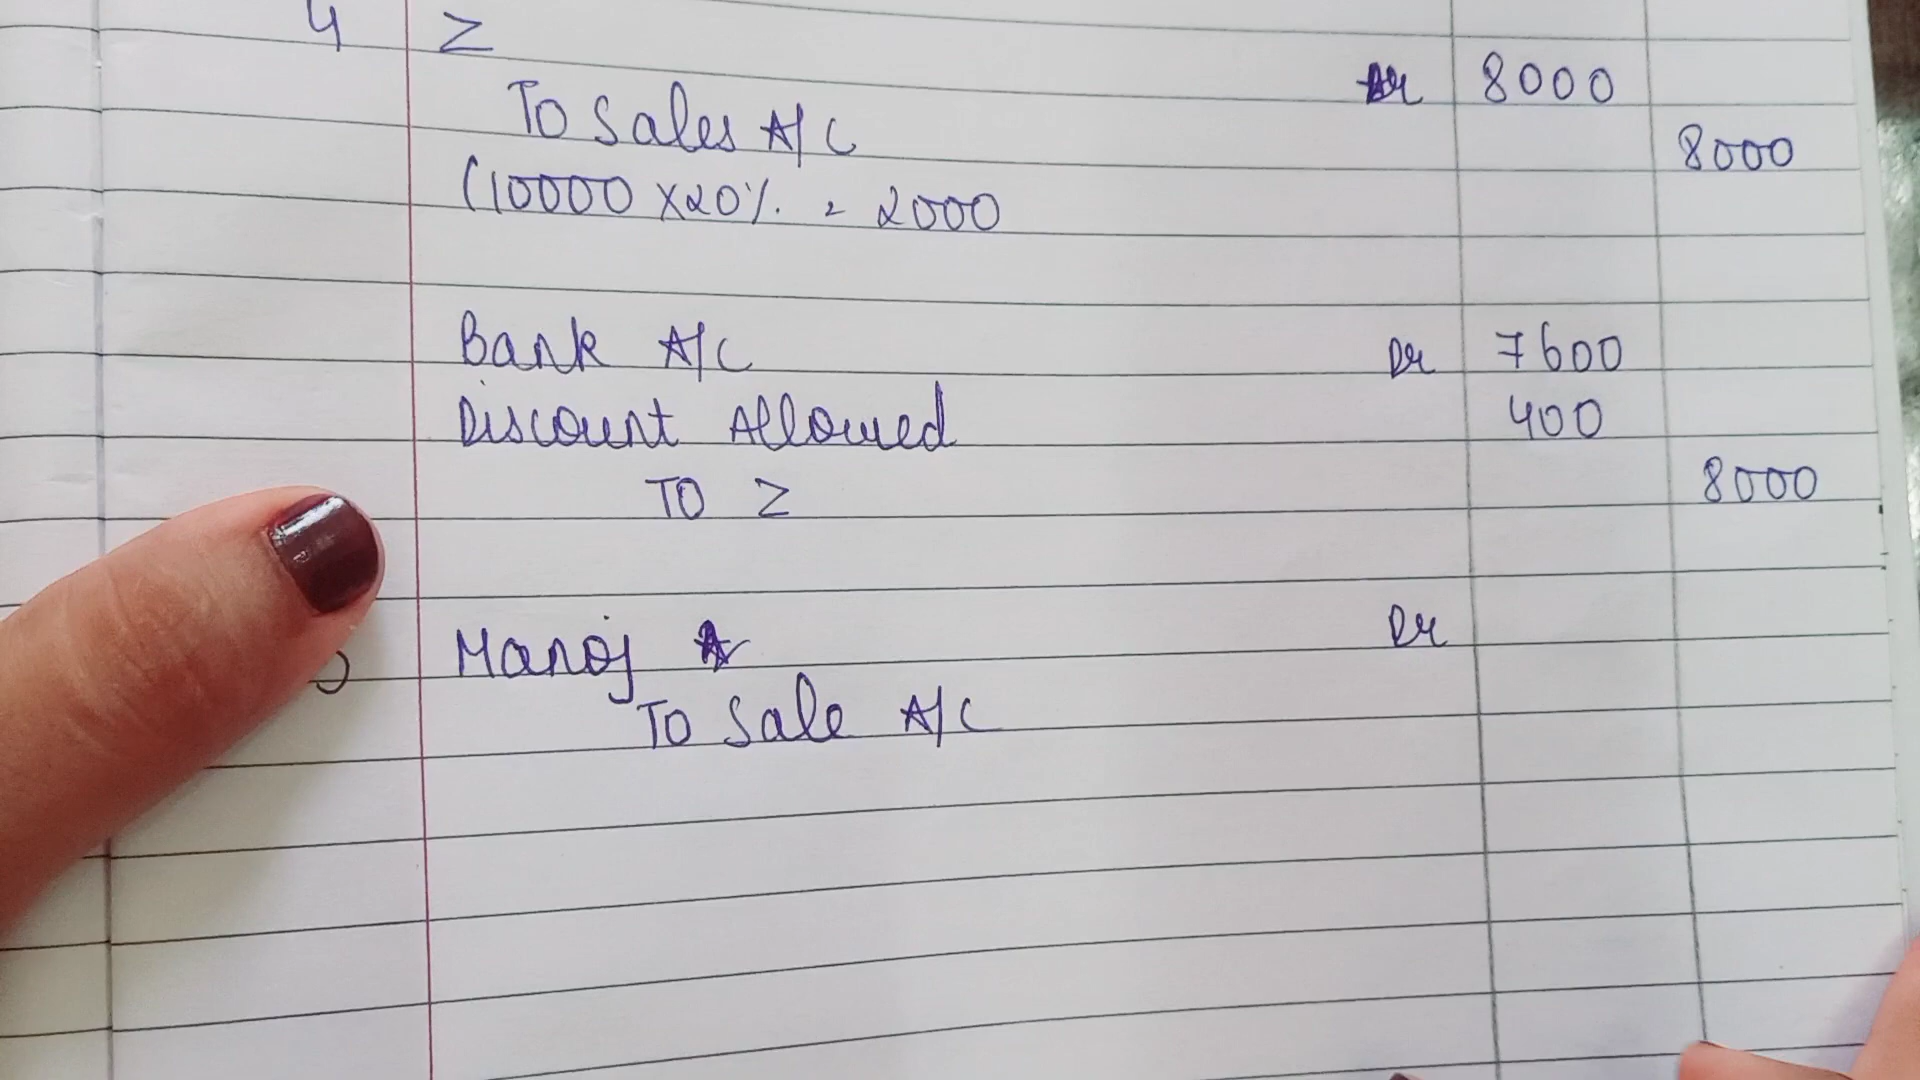 4 Z Dr 8000
To Sales A/C 8000
(10000 X20% = 2000
Bank A/C Dr 7600
Discount Allowed 400
TO Z 8000
Manoj Dr
To Sale A/C